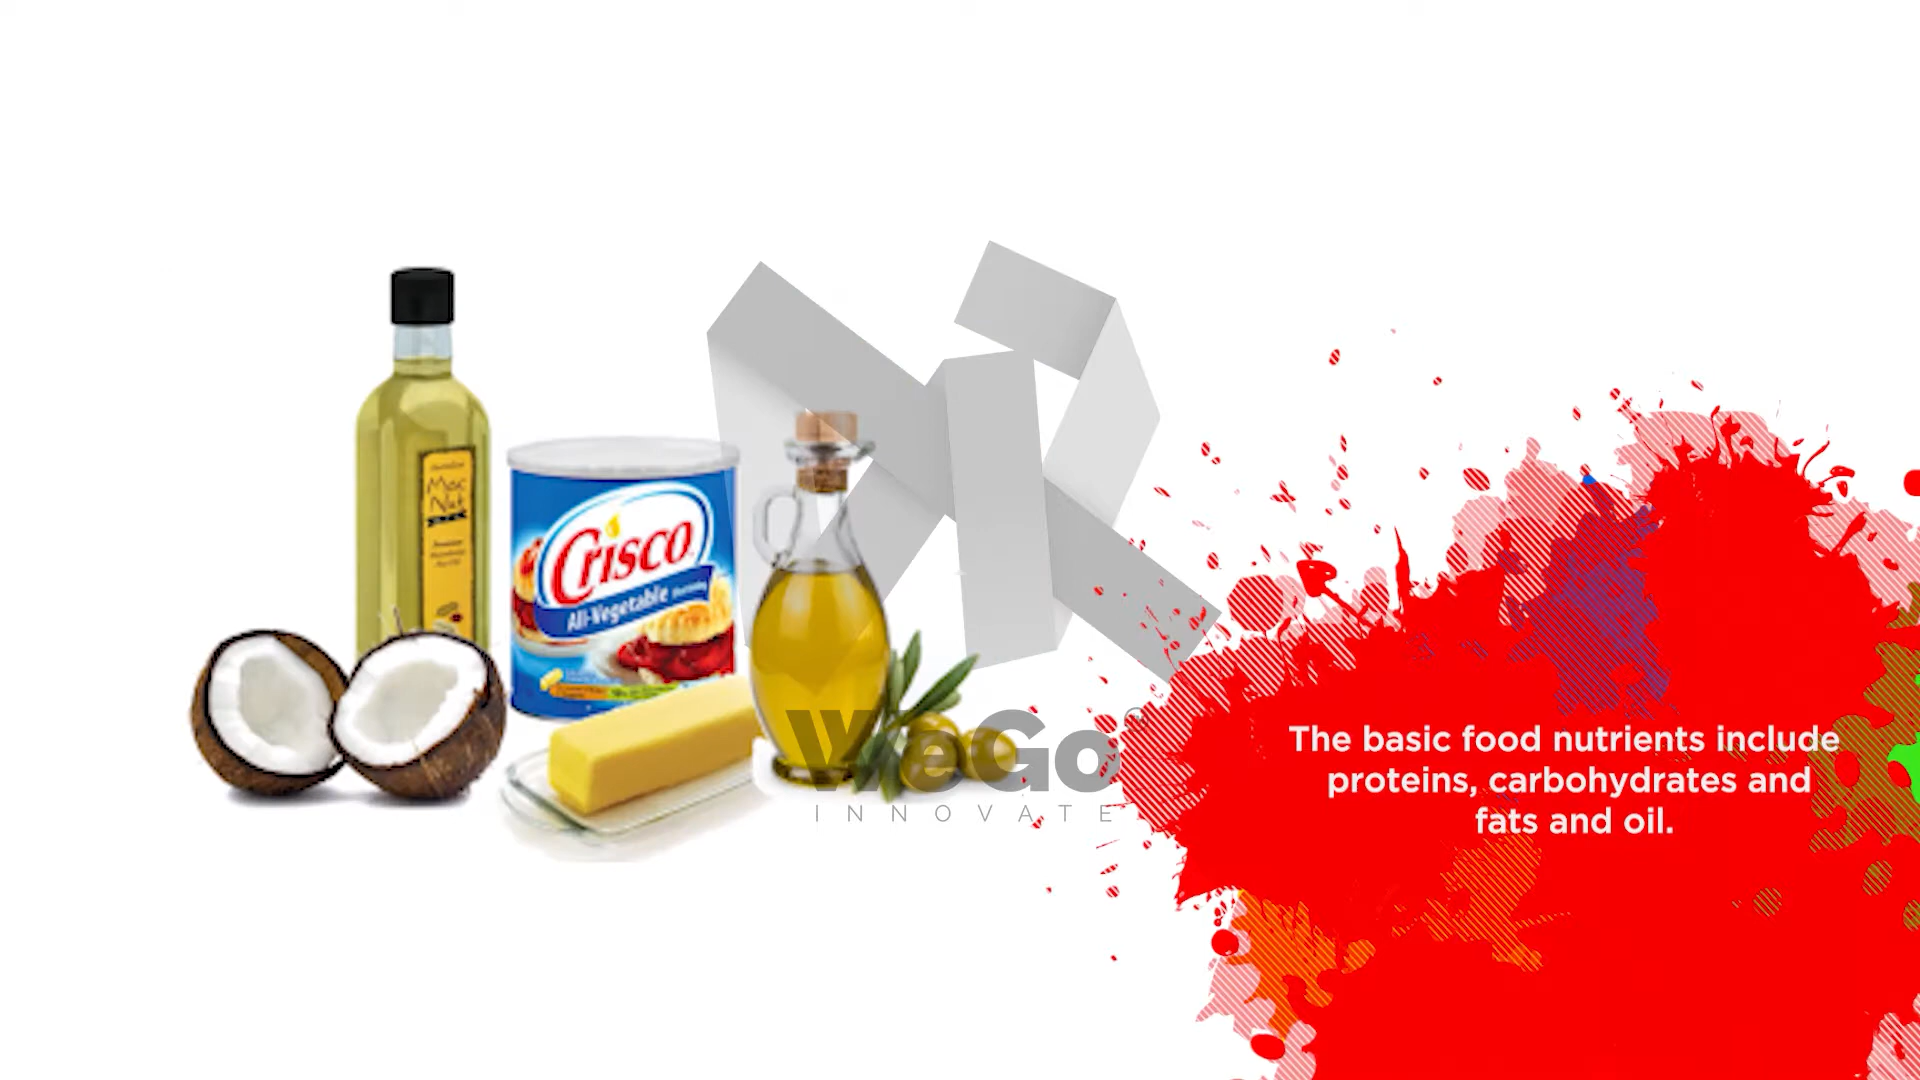 Mac
Nut
Crisco
All-Vegetable
WeGo
INNOVATE
The basic food nutrients include
proteins, carbohydrates and
fats and oil.